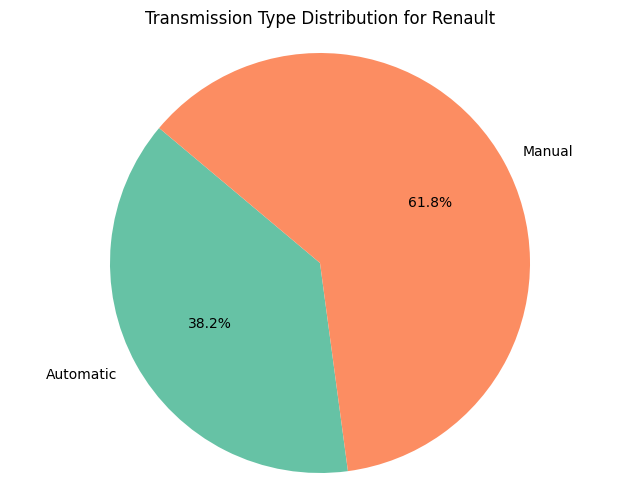 Transmission Type Distribution for Renault
Manual
61.8%
38.2%
Automatic